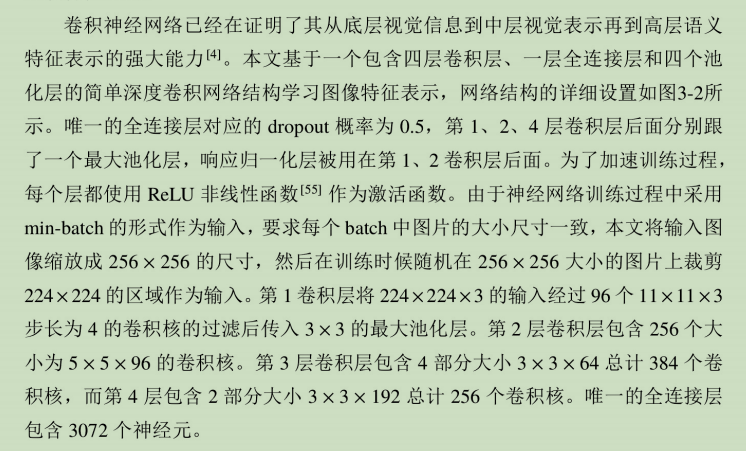 卷积神经网络已经在证明了其从底层视觉信息到中层视觉表示再到高层语义
特征表示的强大能力[4]。本文基于一个包含四层卷积层、一层全连接层和四个池
化层的简单深度卷积网络结构学习图像特征表示，网络结构的详细设置如图3-2所
示。唯一的全连接层对应的 dropout 概率为 0.5，第 1、2、4 层卷积层后面分别跟
了一个最大池化层，响应归一化层被用在第 1、2 卷积层后面。为了加速训练过程，
每个层都使用 ReLU 非线性函数[55] 作为激活函数。由于神经网络训练过程中采用
min-batch 的形式作为输入，要求每个 batch 中图片的大小尺寸一致，本文将输入图
像缩放成 256 × 256 的尺寸，然后在训练时候随机在 256 × 256 大小的图片上裁剪
224×224 的区域作为输入。第 1 卷积层将 224×224×3 的输入经过 96 个 11×11×3
步长为 4 的卷积核的过滤后传入 3 × 3 的最大池化层。第 2 层卷积层包含 256 个大
小为 5 × 5 × 96 的卷积核。第 3 层卷积层包含 4 部分大小 3 × 3 × 64 总计 384 个卷
积核，而第 4 层包含 2 部分大小 3 × 3 × 192 总计 256 个卷积核。唯一的全连接层
包含 3072 个神经元。